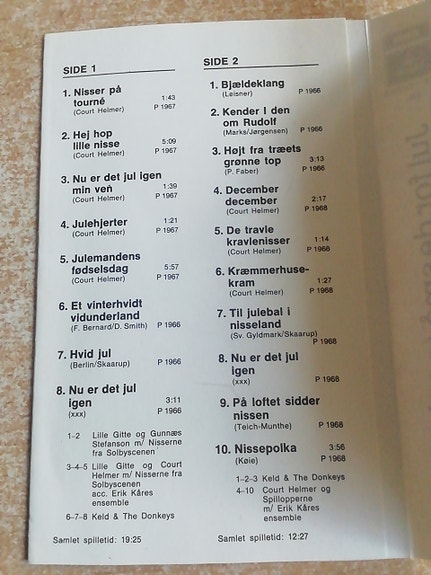 SIDE 1
1. Nisser på
tourné 1:43
(Court Helmer) P 1967
2. Hej hop
lille nisse 5:09
(Court Helmer) P 1967
3. Nu er det jul igen
min ven 1:39
(Court Helmer) P 1967
4. Julehjerter 1:21
(Court Helmer) P 1967
5. Julemandens
fødselsdag 5:57
(Court Helmer) P 1967
6. Et vinterhvidt
vidunderland
(F. Bernard/D. Smith) P 1966
7. Hvid jul
(Berlin/Skaarup) P 1966
8. Nu er det jul
igen 3:11
(xxx) P 1966
1–2 Lille Gitte og Gunnæs
Stefanson m/ Nisserne
fra Solbyscenen
3–4–5 Lille Gitte og Court
Helmer m/ Nisserne fra
Solbyscenen
acc. Erik Kåres
ensemble
6–7–8 Keld & The Donkeys
Samlet spilletid: 19:25
SIDE 2
1. Bjældeklang
(Leisner) P 1966
2. Kender I den
om Rudolf
(Marks/Jørgensen) P 1966
3. Højt fra træets
grønne top 3:13
(P. Faber) P 1966
4. December
december 2:17
(Court Helmer) P 1968
5. De travle
kravlenisser 1:14
(Court Helmer) P 1968
6. Kræmmerhuse-
kram 1:27
(Court Helmer) P 1968
7. Til julebal i
nisseland
(Sv. Gyldmark/Skaarup)
P 1968
8. Nu er det jul
igen
(xxx) P 1968
9. På loftet sidder
nissen
(Teich-Munthe) P 1968
10. Nissepolka 3:56
(Køie) P 1968
1–2–3 Keld & The Donkeys
4–10 Court Helmer og
Spillopperne
m/ Erik Kåres
ensemble
Samlet spilletid: 12:27